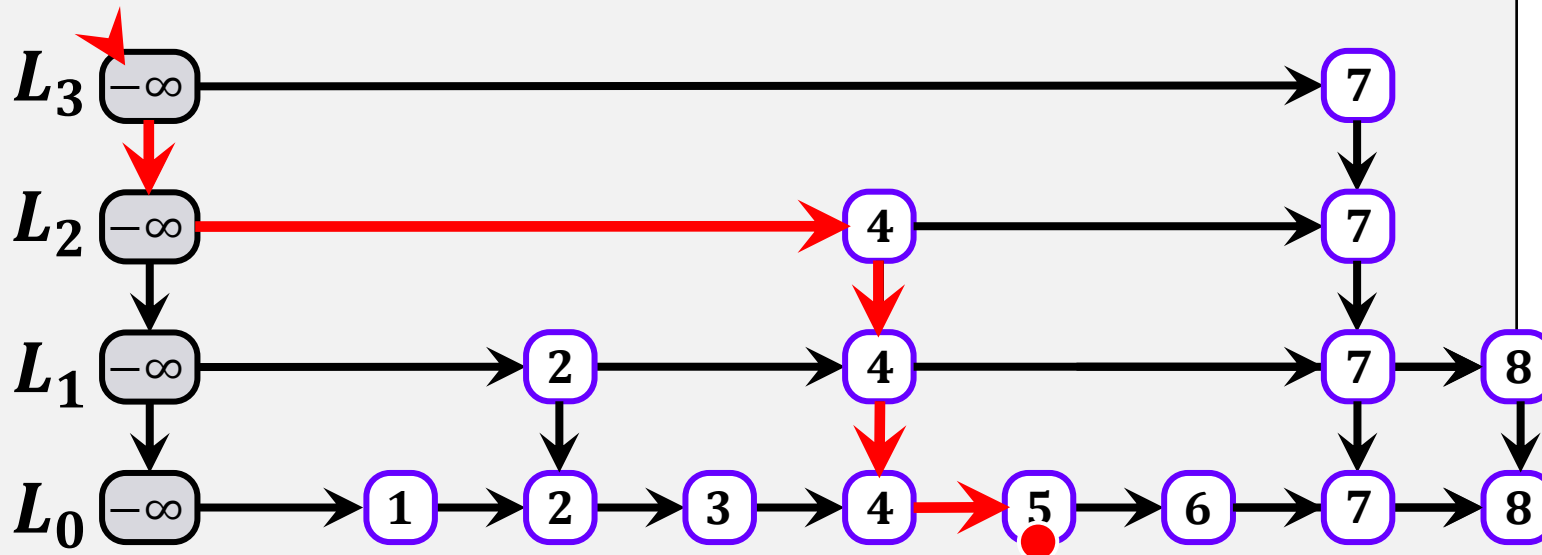 L₃ −∞ 7
L₂ −∞ 4 7
L₁ −∞ 2 4 7 8
L₀ −∞ 1 2 3 4 5 6 7 8